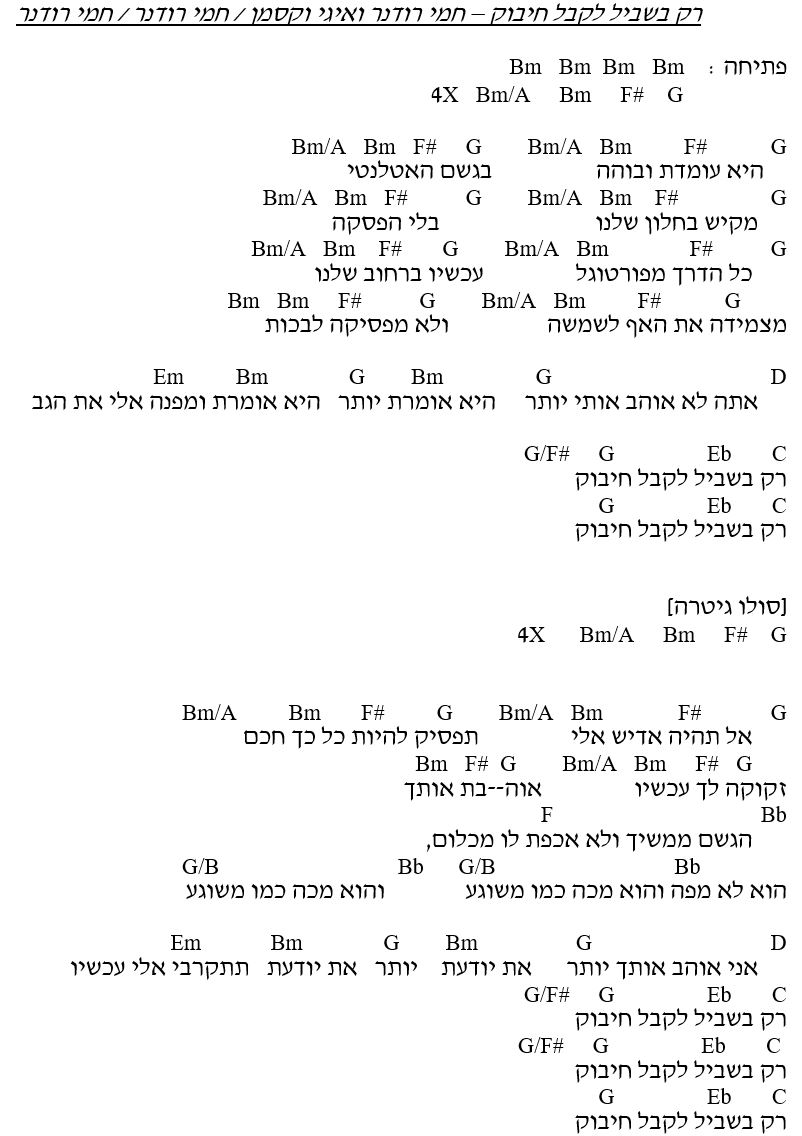 רק בשביל לקבל חיבוק – חמי רודנר ואיגי וקסמן / חמי רודנר / חמי רודנר
פתיחה : Bm Bm Bm Bm
G F# Bm Bm/A 4X
G F# Bm Bm/A G F# Bm Bm/A
היא עומדת ובוהה בגשם האטלנטי
G F# Bm Bm/A G F# Bm Bm/A
מקיש בחלון שלנו בלי הפסקה
G F# Bm Bm/A G F# Bm Bm/A
כל הדרך מפורטוגל עכשיו ברחוב שלנו
G F# Bm Bm/A G F# Bm Bm
מצמידה את האף לשמשה ולא מפסיקה לבכות
D G Bm G Bm Em
אתה לא אוהב אותי יותר היא אומרת יותר היא אומרת ומפנה אלי את הגב
C Eb G G/F#
רק בשביל לקבל חיבוק
C Eb G
רק בשביל לקבל חיבוק
[סולו גיטרה]
G F# Bm Bm/A 4X
G F# Bm Bm/A G F# Bm Bm/A
אל תהיה אדיש אלי תפסיק להיות כל כך חכם
G F# Bm Bm/A G F# Bm
זקוקה לך עכשיו אוה--בת אותך
Bb F
הגשם ממשיך ולא אכפת לו מכלום,
Bb G/B Bb G/B
הוא לא מפה והוא מכה כמו משוגע והוא מכה כמו משוגע
D G Bm G Bm Em
אני אוהב אותך יותר את יודעת יותר את יודעת תתקרבי אלי עכשיו
C Eb G G/F#
רק בשביל לקבל חיבוק
C Eb G G/F#
רק בשביל לקבל חיבוק
C Eb G
רק בשביל לקבל חיבוק